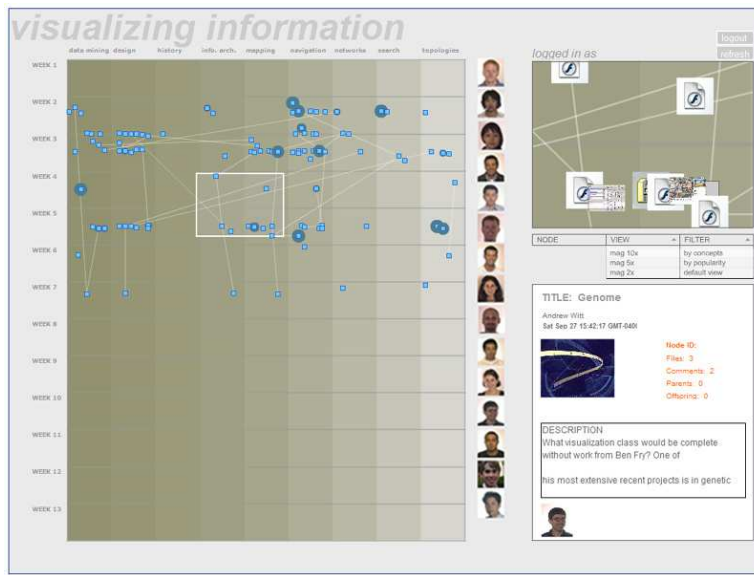 visualizing information
logout
refresh
logged in as
data mining design history info. arch. mapping navigation networks search topologies
WEEK 1
WEEK 2
WEEK 3
WEEK 4
WEEK 5
WEEK 6
WEEK 7
WEEK 8
WEEK 9
WEEK 10
WEEK 11
WEEK 12
WEEK 13
NODE VIEW FILTER
mag 10x by concepts
mag 5x by popularity
mag 2x default view
TITLE: Genome
Andrew Witt
Sat Sep 27 15:42:17 GMT-040
Node ID:
Files: 3
Comments: 2
Parents: 0
Offspring: 0
DESCRIPTION
What visualization class would be complete
without work from Ben Fry? One of
his most extensive recent projects is in genetic